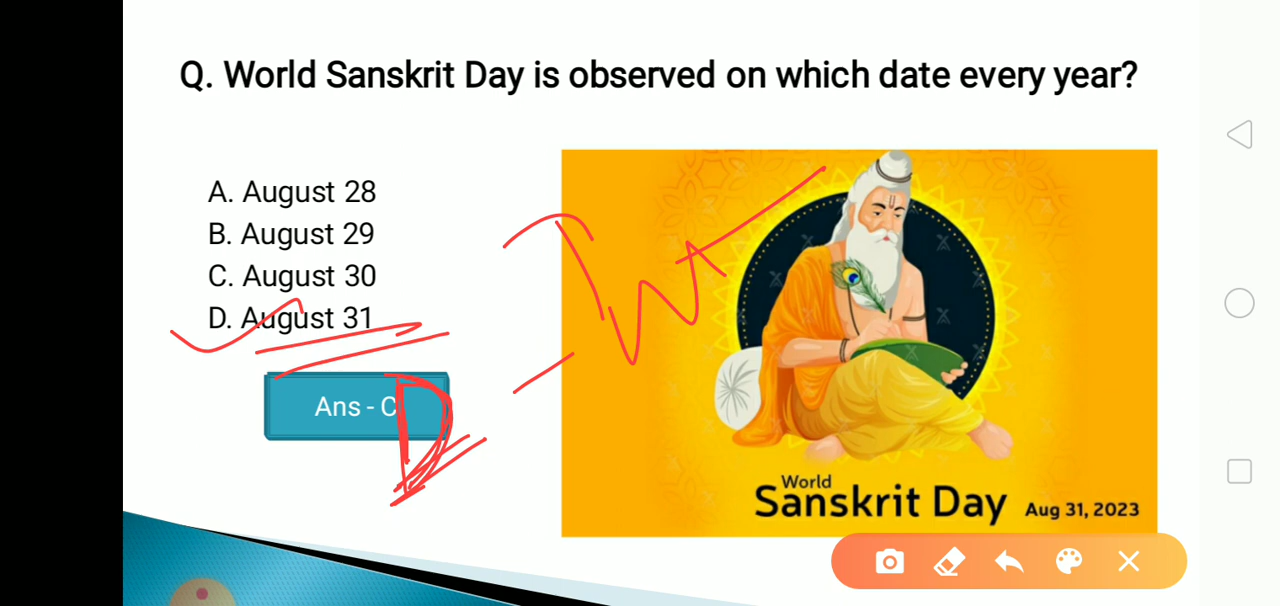 Q. World Sanskrit Day is observed on which date every year?
A. August 28
B. August 29
C. August 30
D. August 31
Ans - C
D
World
Sanskrit Day Aug 31, 2023